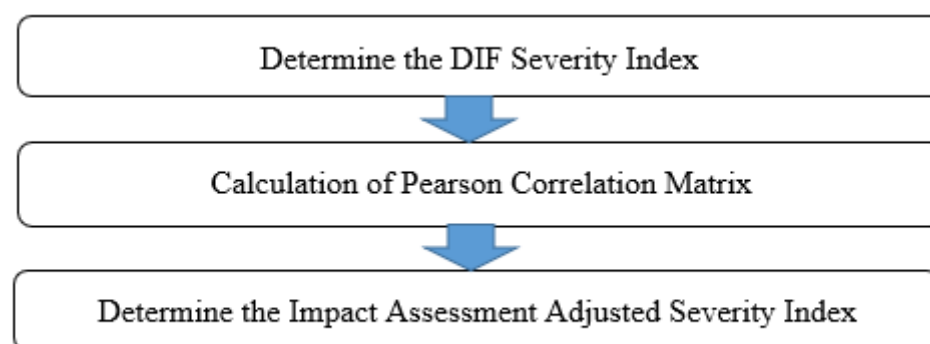 Determine the DIF Severity Index
Calculation of Pearson Correlation Matrix
Determine the Impact Assessment Adjusted Severity Index